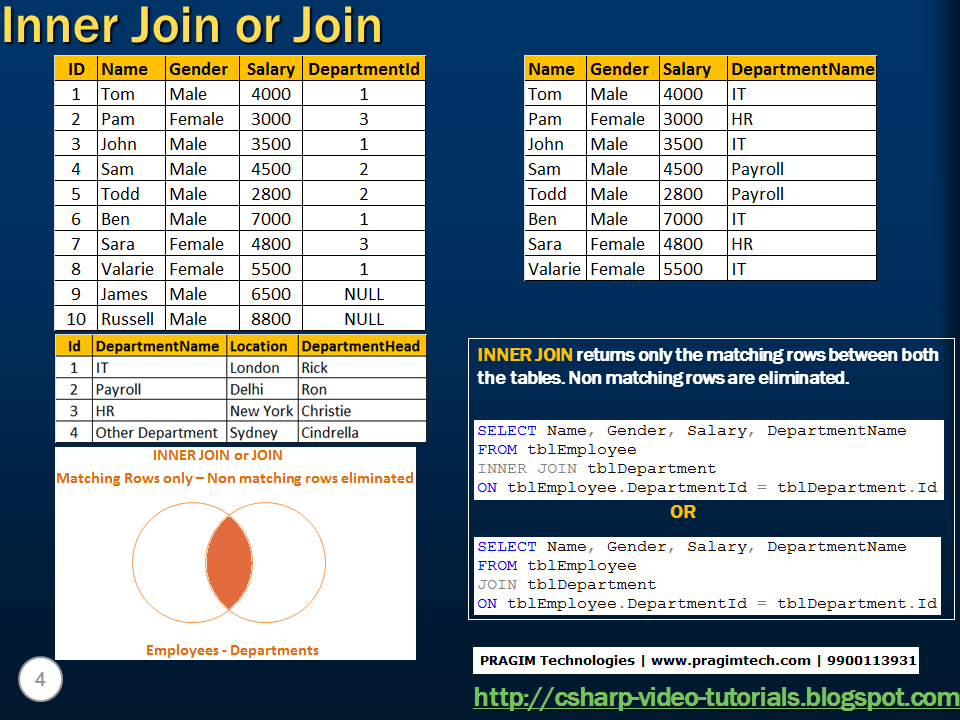 Inner Join or Join
ID Name Gender Salary DepartmentId
1 Tom Male 4000 1
2 Pam Female 3000 3
3 John Male 3500 1
4 Sam Male 4500 2
5 Todd Male 2800 2
6 Ben Male 7000 1
7 Sara Female 4800 3
8 Valarie Female 5500 1
9 James Male 6500 NULL
10 Russell Male 8800 NULL
Id DepartmentName Location DepartmentHead
1 IT London Rick
2 Payroll Delhi Ron
3 HR New York Christie
4 Other Department Sydney Cindrella
INNER JOIN or JOIN
Matching Rows only – Non matching rows eliminated
Employees - Departments
4
Name Gender Salary DepartmentName
Tom Male 4000 IT
Pam Female 3000 HR
John Male 3500 IT
Sam Male 4500 Payroll
Todd Male 2800 Payroll
Ben Male 7000 IT
Sara Female 4800 HR
Valarie Female 5500 IT
INNER JOIN returns only the matching rows between both
the tables. Non matching rows are eliminated.
SELECT Name, Gender, Salary, DepartmentName
FROM tblEmployee
INNER JOIN tblDepartment
ON tblEmployee.DepartmentId = tblDepartment.Id
OR
SELECT Name, Gender, Salary, DepartmentName
FROM tblEmployee
JOIN tblDepartment
ON tblEmployee.DepartmentId = tblDepartment.Id
PRAGIM Technologies | www.pragimtech.com | 9900113931
http://csharp-video-tutorials.blogspot.com